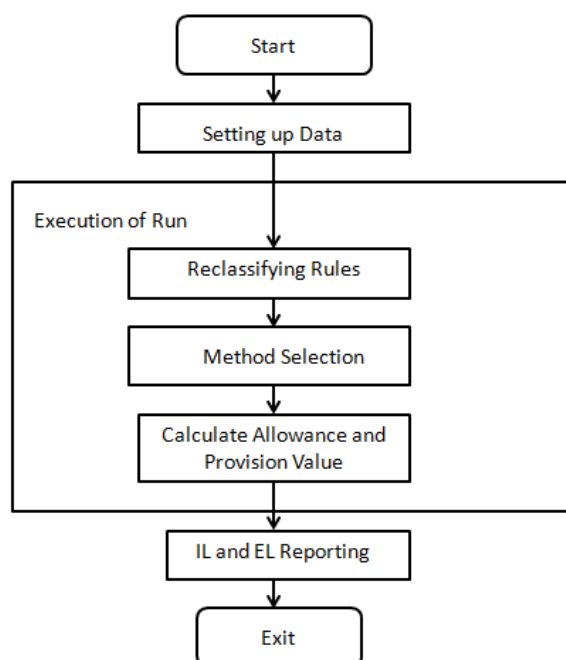 Start
Setting up Data
Execution of Run
Reclassifying Rules
Method Selection
Calculate Allowance and
Provision Value
IL and EL Reporting
Exit